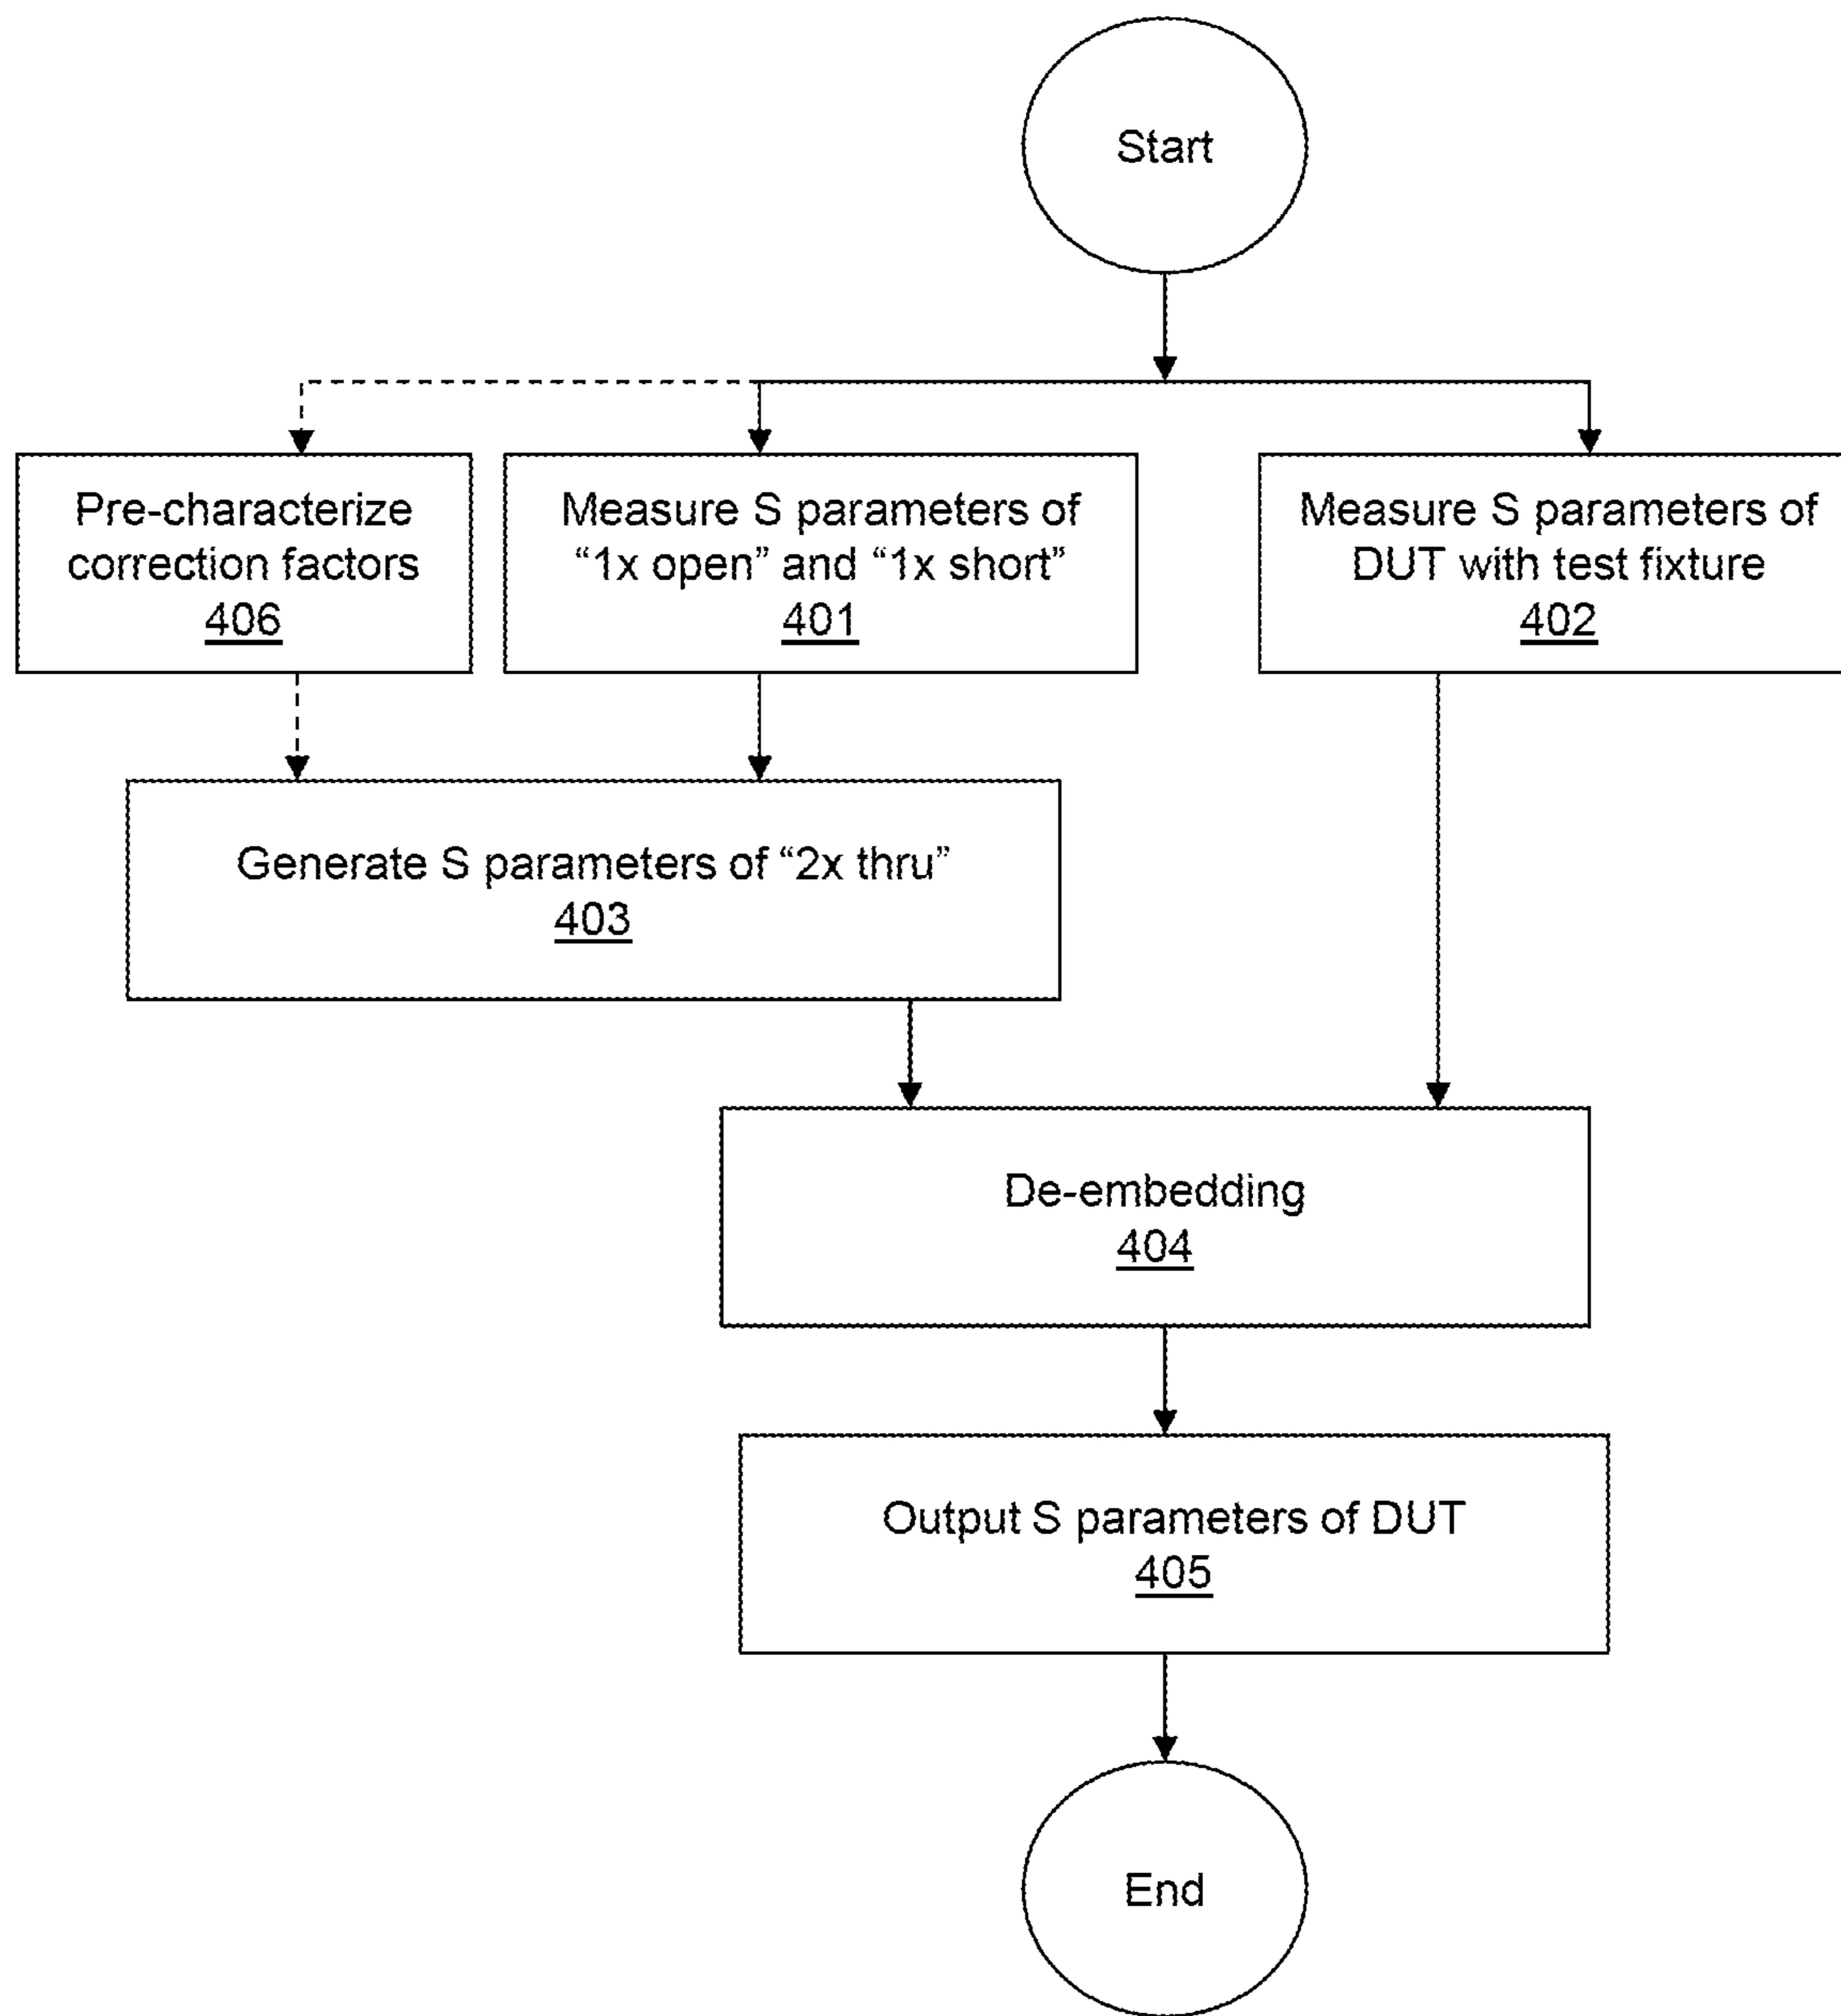 Start
Pre-characterize
correction factors
406
Measure S parameters of
“1x open” and “1x short”
401
Measure S parameters of
DUT with test fixture
402
Generate S parameters of “2x thru”
403
De-embedding
404
Output S parameters of DUT
405
End